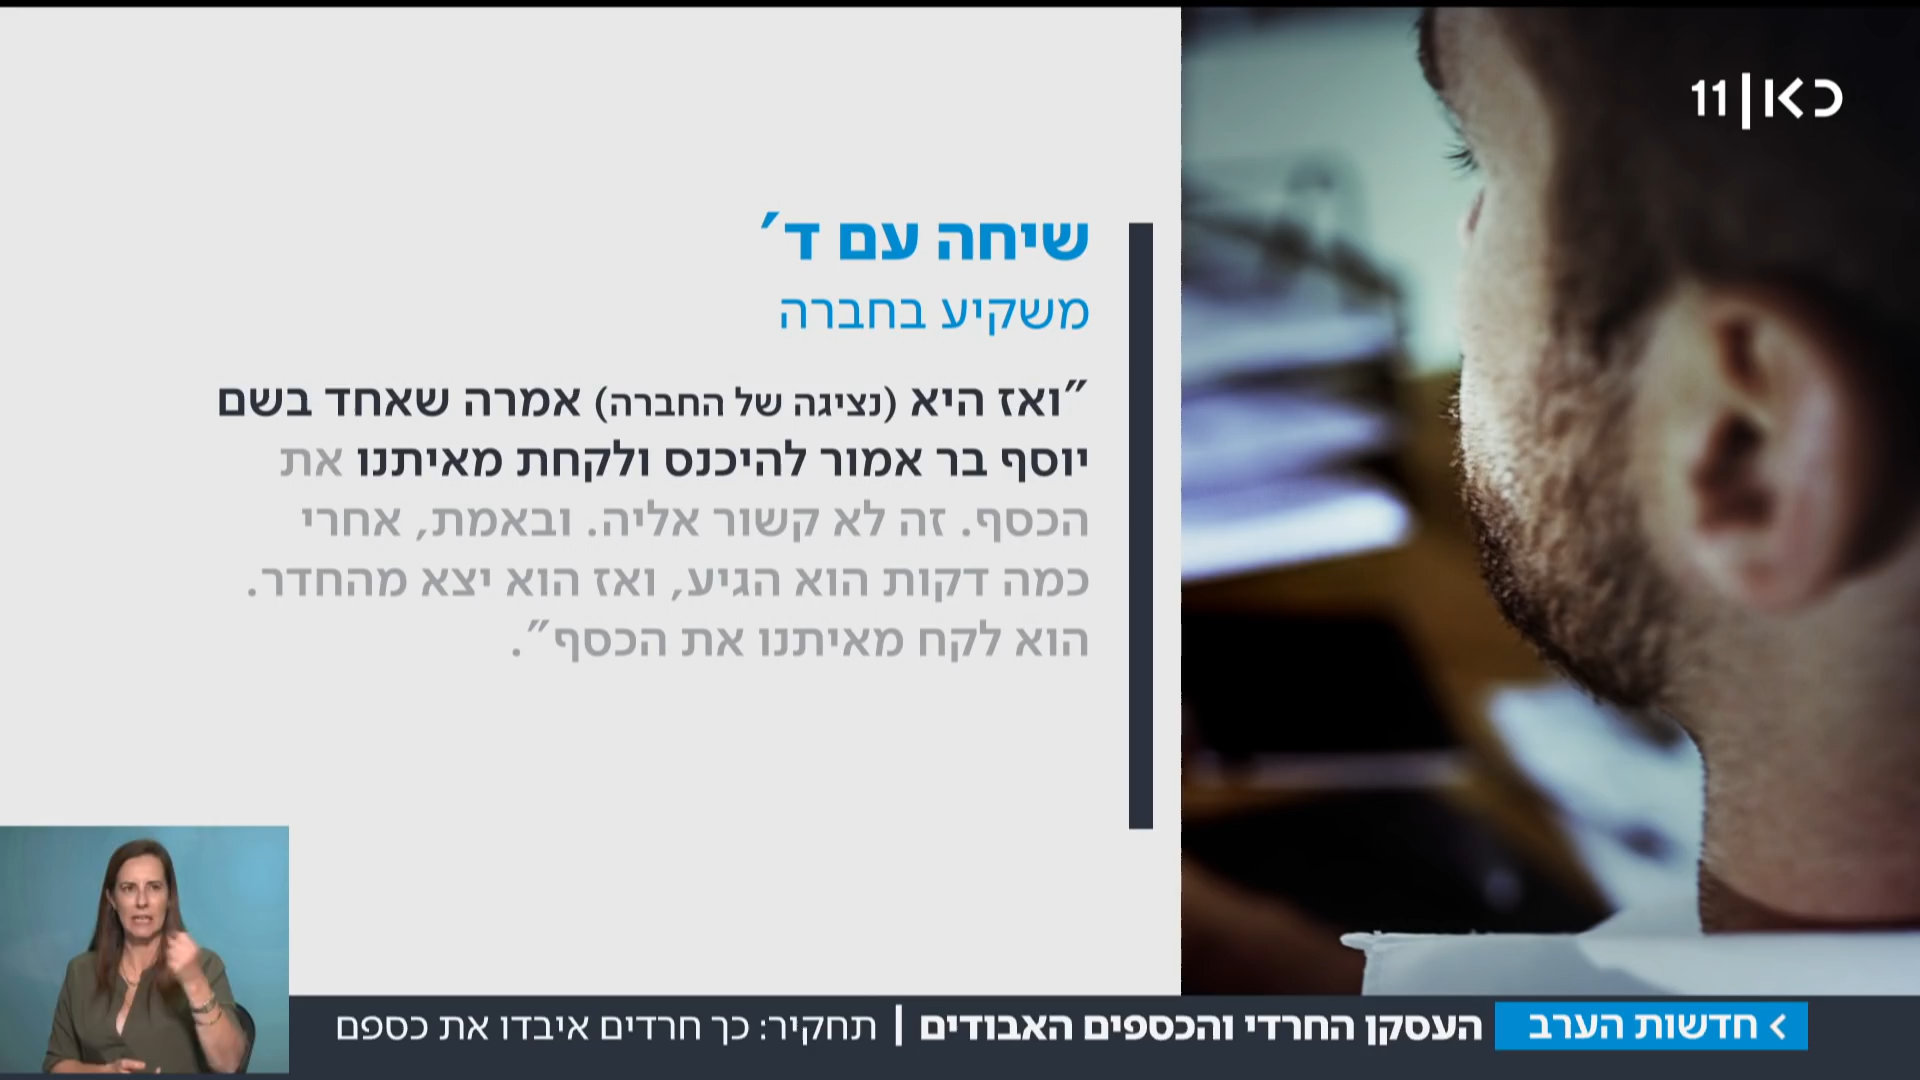 כאן 11
שיחה עם ד׳
משקיע בחברה
"ואז היא (נציגה של החברה) אמרה שאחד בשם
יוסף בר אמור להיכנס ולקחת מאיתנו את
הכסף. זה לא קשור אליה. ובאמת, אחרי
כמה דקות הוא הגיע, ואז הוא יצא מהחדר.
הוא לקח מאיתנו את הכסף".
חדשות הערב העסקן החרדי והכספים האבודים | תחקיר: כך חרדים איבדו את כספם